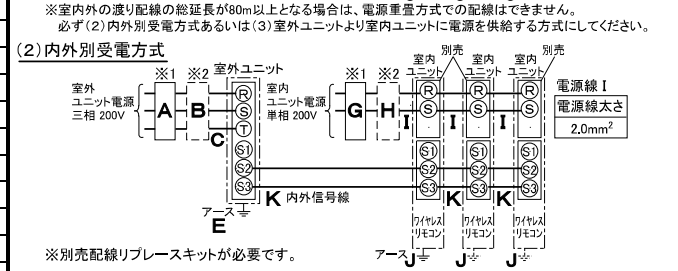 ※室内外の渡り配線の総延長が80m以上となる場合は、電源重畳方式での配線はできません。
必ず(2)内外別受電方式あるいは(3)室外ユニットより室内ユニットに電源を供給する方式にしてください。
(2)内外別受電方式
※1 ※2 室外ユニット
室外
ユニット電源
三相 200V
A B C
R
S
T
S1
S2
S3
アース
E
※1 ※2
室内
ユニット電源
単相 200V
G H
室内
ユニット
別売
室内
ユニット
別売
室内
ユニット
R R R
S S S
I I I
S1 S1 S1
S2 S2 S2
S3 S3 S3
K 内外信号線
K K
ワイヤレス
リモコン
ワイヤレス
リモコン
ワイヤレス
リモコン
アース J J J
電源線 I
電源線太さ
2.0mm²
※別売配線リプレースキットが必要です。